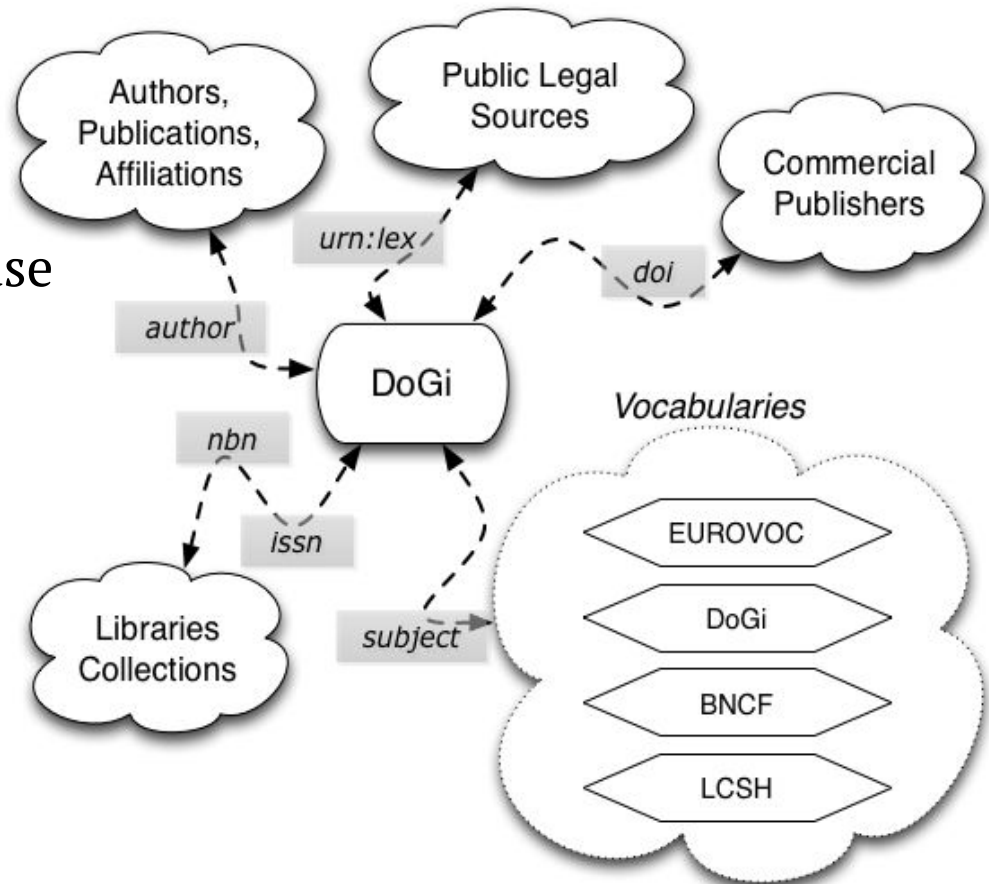 Authors,
Publications,
Affiliations
Public Legal
Sources
Commercial
Publishers
urn:lex
doi
author
DoGi
nbn
issn
subject
Libraries
Collections
Vocabularies
EUROVOC
DoGi
BNCF
LCSH